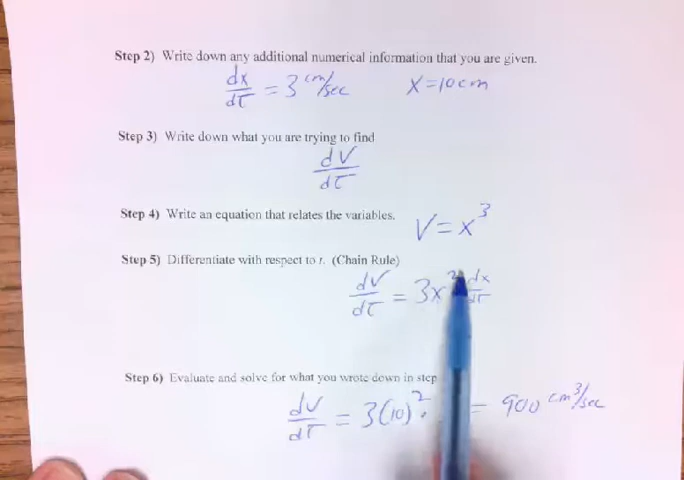 Step 2) Write down any additional numerical information that you are given.
dx/dt = 3 cm/sec x = 10cm
Step 3) Write down what you are trying to find
dV/dt
Step 4) Write an equation that relates the variables.
V = x³
Step 5) Differentiate with respect to t. (Chain Rule)
dV/dt = 3x² dx/dt
Step 6) Evaluate and solve for what you wrote down in step
dV/dt = 3(10)² · = 900 cm³/sec